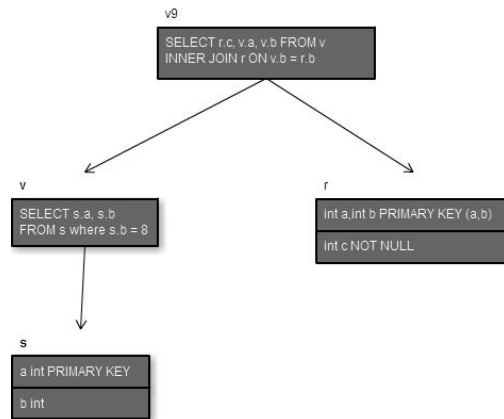 v9
SELECT r.c, v.a, v.b FROM v
INNER JOIN r ON v.b = r.b
v
SELECT s.a, s.b
FROM s where s.b = 8
r
int a,int b PRIMARY KEY (a,b)
int c NOT NULL
s
a int PRIMARY KEY
b int